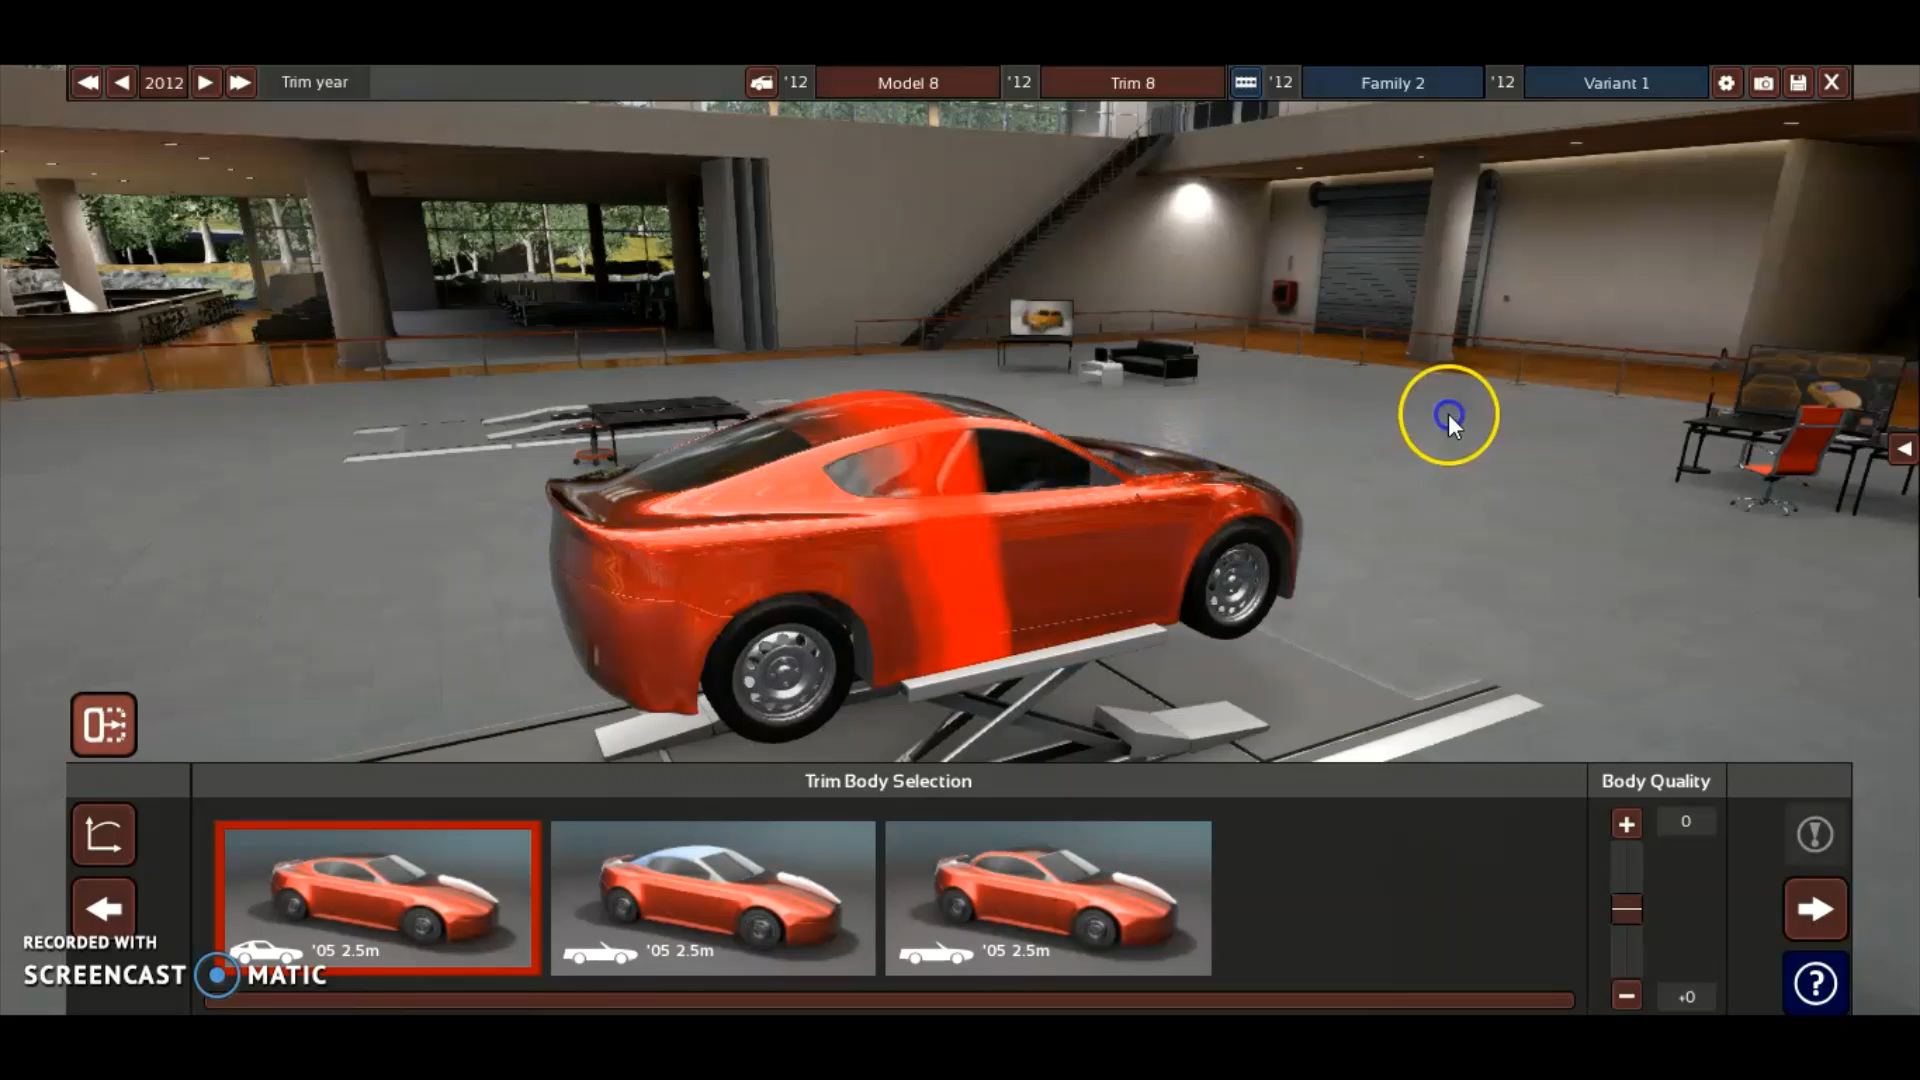 2012
Trim year
'12
Model 8
'12
Trim 8
'12
Family 2
'12
Variant 1
X
Trim Body Selection
Body Quality
'05 2.5m
'05 2.5m
'05 2.5m
0
+0
?
RECORDED WITH
SCREENCAST MATIC